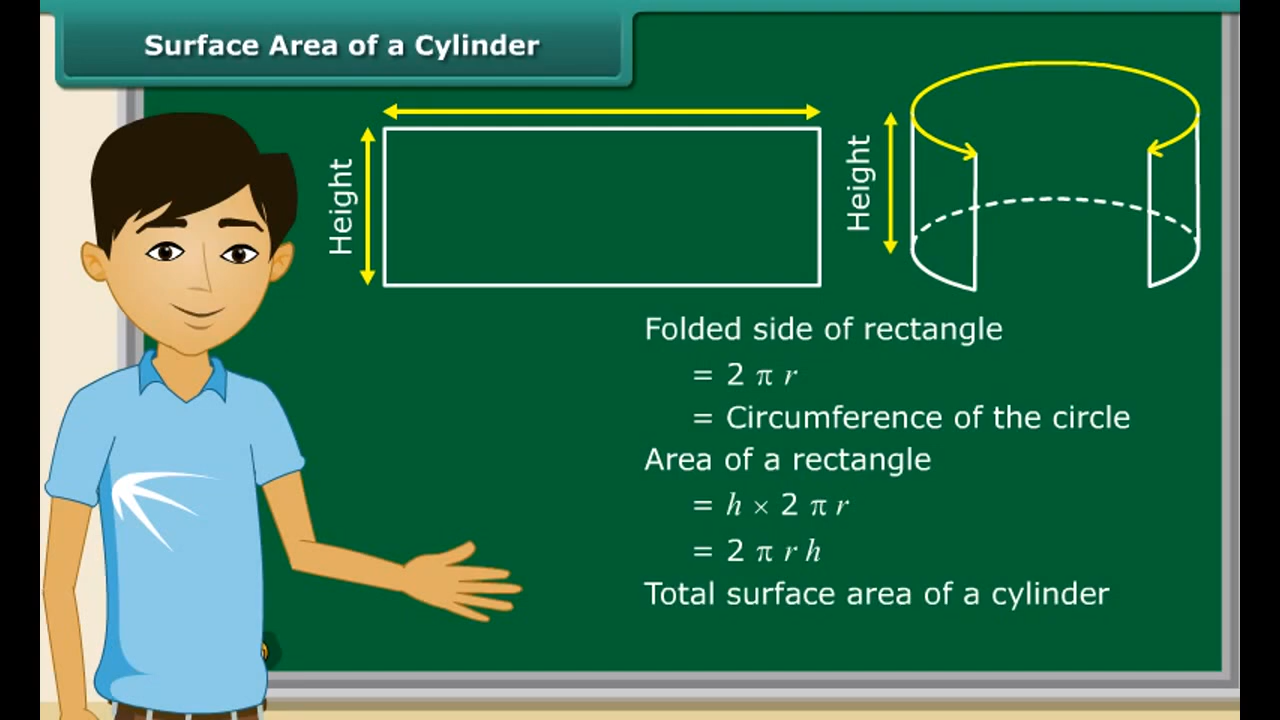 Surface Area of a Cylinder
Height
Height
Folded side of rectangle
= 2 π r
= Circumference of the circle
Area of a rectangle
= h × 2 π r
= 2 π r h
Total surface area of a cylinder